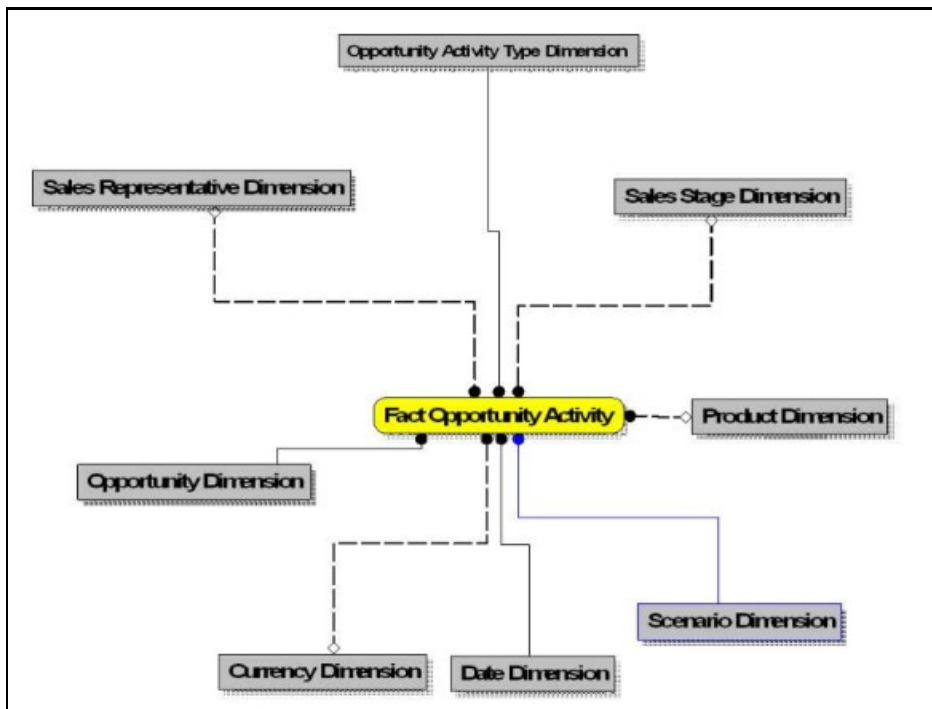 Opportunity Activity Type Dimension
Sales Representative Dimension
Sales Stage Dimension
Fact Opportunity Activity
Product Dimension
Opportunity Dimension
Scenario Dimension
Currency Dimension
Date Dimension